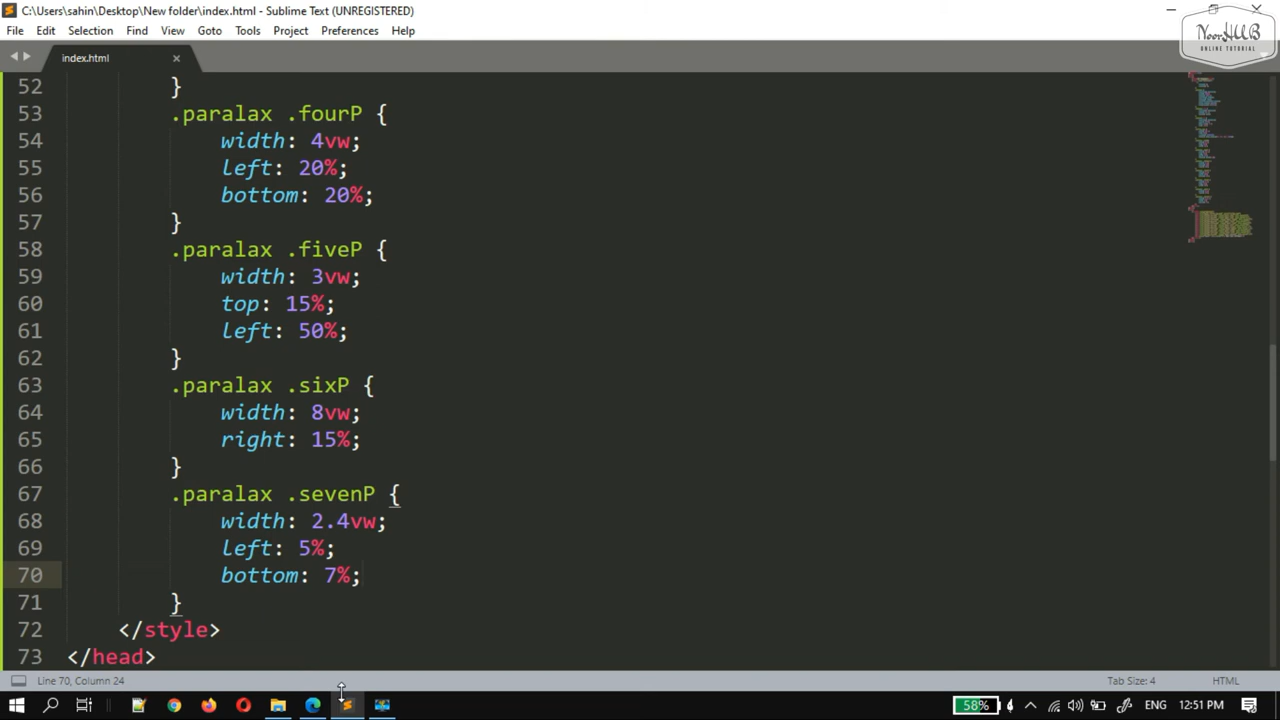 C:\Users\sahin\Desktop\New folder\index.html - Sublime Text (UNREGISTERED)
File Edit Selection Find View Goto Tools Project Preferences Help
NoorHUB
ONLINE TUTORIAL
index.html
52 }
53 .paralax .fourP {
54 width: 4vw;
55 left: 20%;
56 bottom: 20%;
57 }
58 .paralax .fiveP {
59 width: 3vw;
60 top: 15%;
61 left: 50%;
62 }
63 .paralax .sixP {
64 width: 8vw;
65 right: 15%;
66 }
67 .paralax .sevenP {
68 width: 2.4vw;
69 left: 5%;
70 bottom: 7%;
71 }
72 </style>
73 </head>
Line 70, Column 24 Tab Size: 4 HTML
58% ENG 12:51 PM